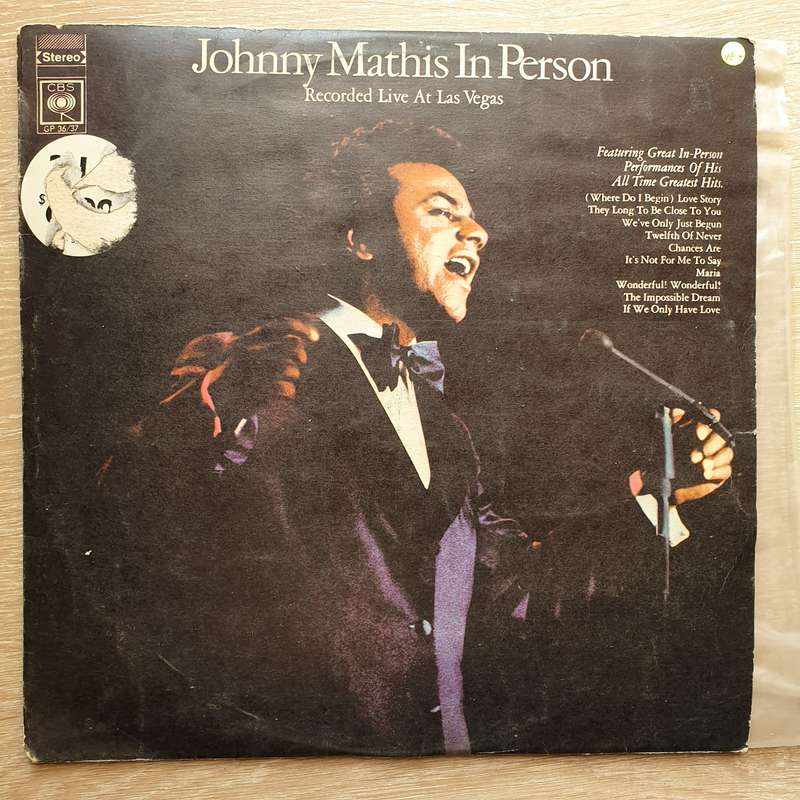 Stereo
CBS
GP 36/37
Johnny Mathis In Person
Recorded Live At Las Vegas
Featuring Great In-Person
Performances Of His
All Time Greatest Hits.
(Where Do I Begin) Love Story
They Long To Be Close To You
We've Only Just Begun
Twelfth Of Never
Chances Are
It's Not For Me To Say
Maria
Wonderful! Wonderful!
The Impossible Dream
If We Only Have Love
$